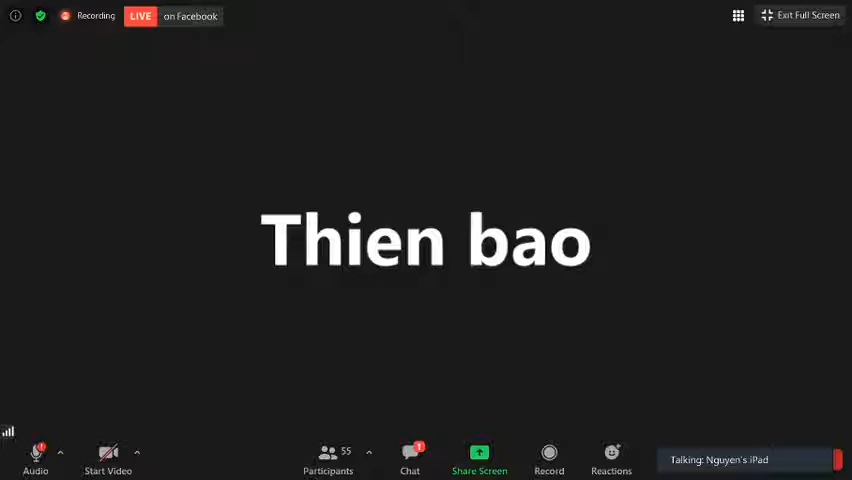 Recording LIVE on Facebook Exit Full Screen
Thien bao
55 1
Audio Start Video Participants Chat Share Screen Record Reactions Talking: Nguyen's iPad